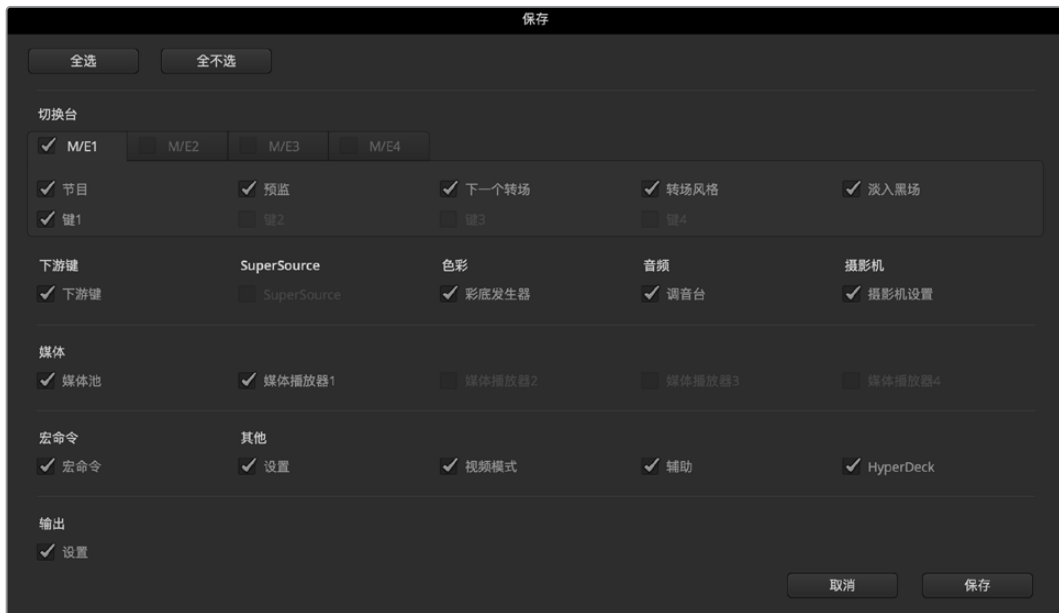 保存
全选 全不选
切换台
M/E1 M/E2 M/E3 M/E4
节目 预监 下一个转场 转场风格 淡入黑场
键1 键2 键3 键4
下游键 SuperSource 色彩 音频 摄影机
下游键 SuperSource 彩底发生器 调音台 摄影机设置
媒体
媒体池 媒体播放器1 媒体播放器2 媒体播放器3 媒体播放器4
宏命令 其他
宏命令 设置 视频模式 辅助 HyperDeck
输出
设置
取消 保存